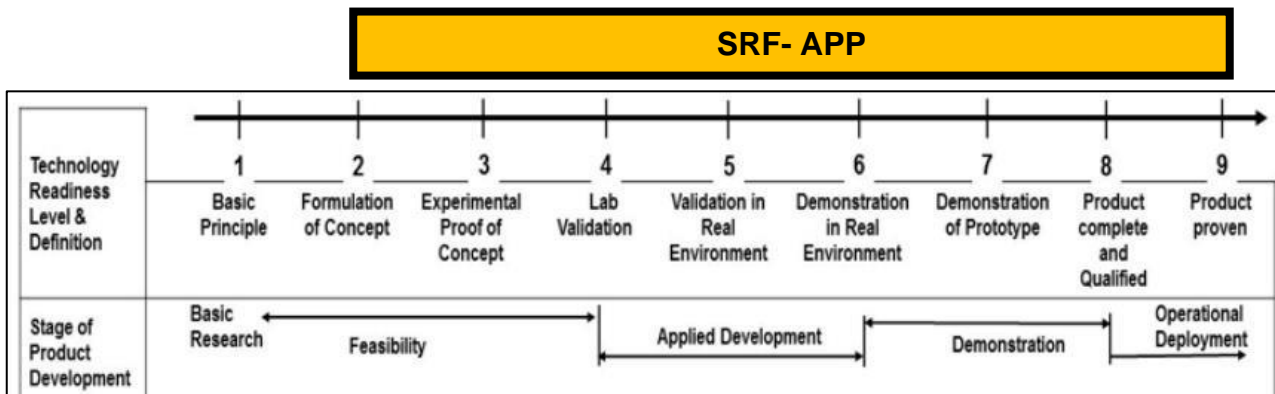 SRF- APP
Technology
Readiness
Level &
Definition
1
Basic
Principle
2
Formulation
of Concept
3
Experimental
Proof of
Concept
4
Lab
Validation
5
Validation in
Real
Environment
6
Demonstration
in Real
Environment
7
Demonstration
of Prototype
8
Product
complete
and
Qualified
9
Product
proven
Stage of
Product
Development
Basic
Research
Feasibility
Applied Development
Demonstration
Operational
Deployment